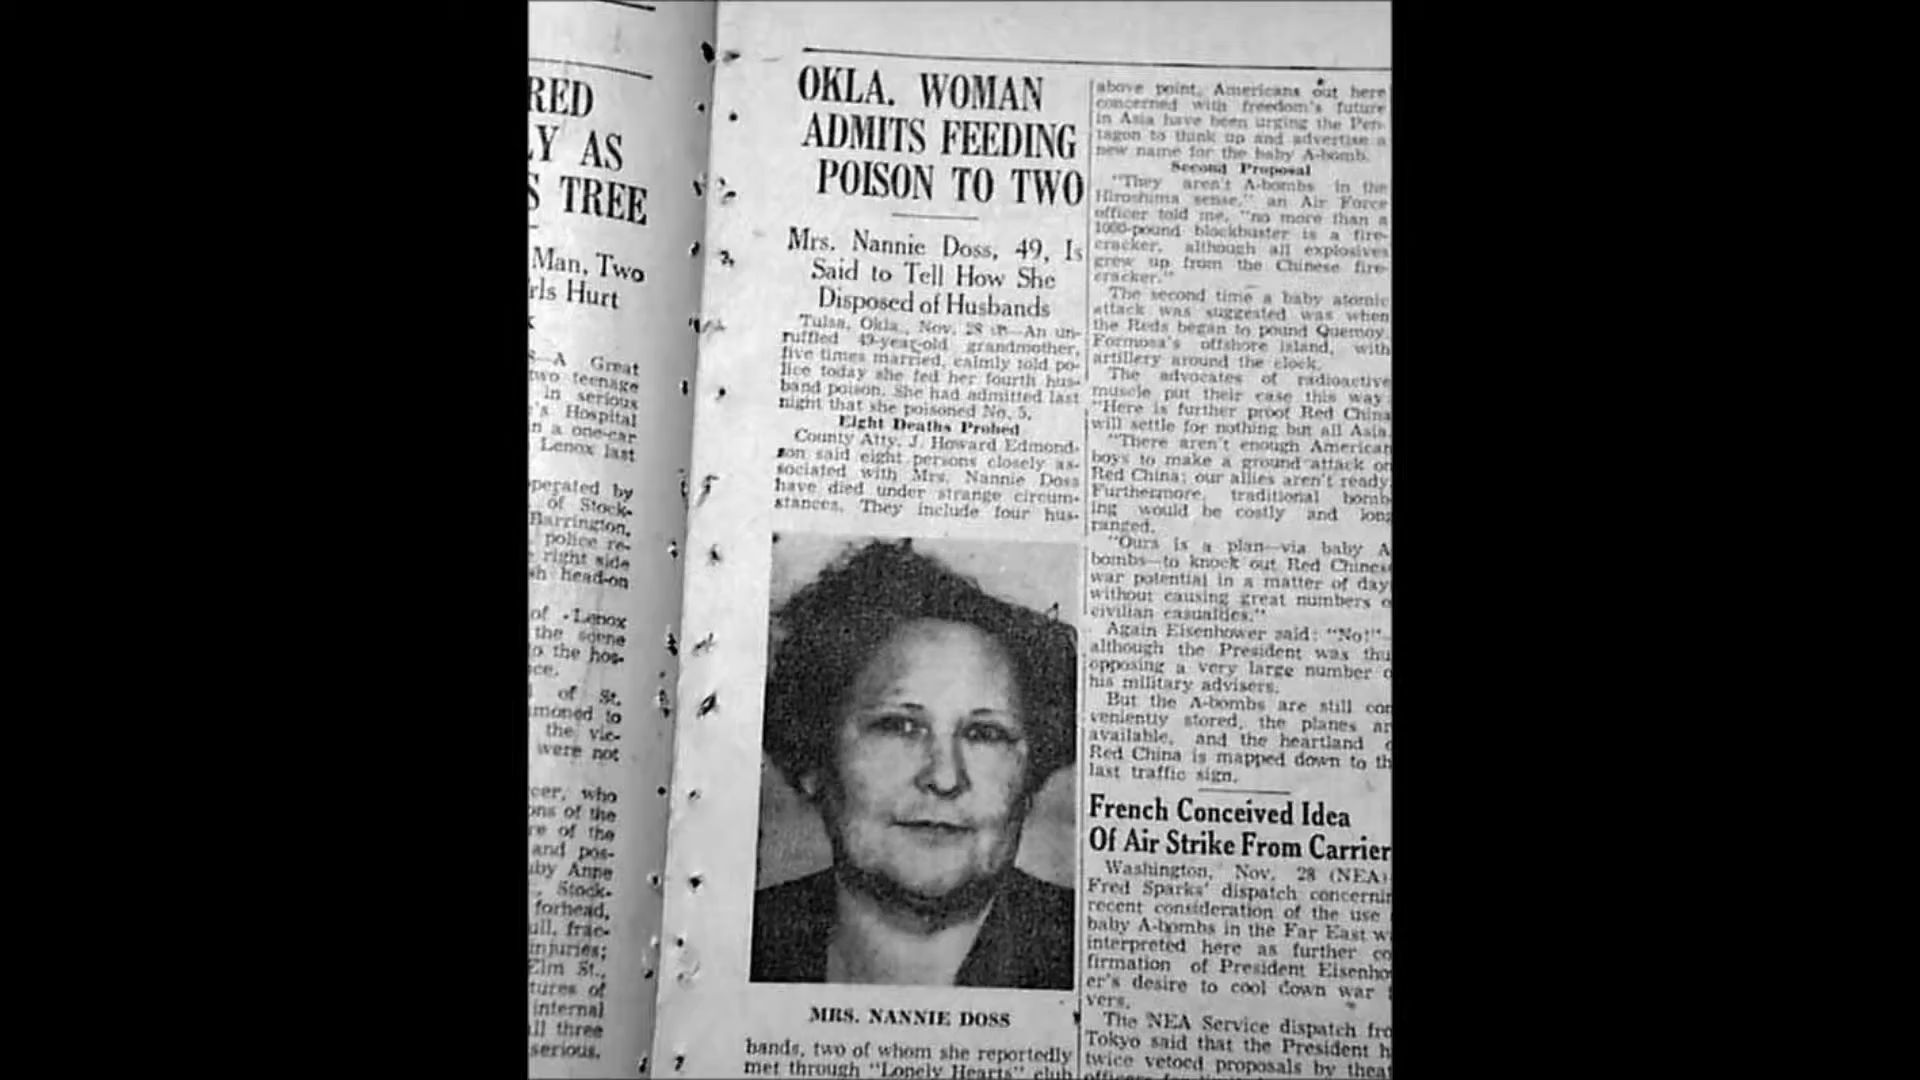 RED
LY AS
S TREE
Man, Two
rls Hurt
S—A Great
two teenage
in serious
's Hospital
n a one-car
Lenox last
perated by
of Stock-
Barrington,
police re-
right side
sh head-on
of Lenox
the scene
o the hos-
ce.
of St.
moned to
the vic-
were not
cer, who
ons of the
re of the
and pos-
uby Anne
, Stock-
forhead,
ull, frac-
injuries;
Elm St.,
tures of
internal
ll three
serious.
OKLA. WOMAN
ADMITS FEEDING
POISON TO TWO
Mrs. Nannie Doss, 49, Is
Said to Tell How She
Disposed of Husbands
Tulsa, Okla., Nov. 28 —An un-
ruffled 49-year-old grandmother,
five times married, calmly told po-
lice today she fed her fourth hus-
band poison. She had admitted last
night that she poisoned No. 5.
Eight Deaths Probed
County Atty. J. Howard Edmond-
son said eight persons closely as-
sociated with Mrs. Nannie Doss
have died under strange circum-
stances. They include four hus-
MRS. NANNIE DOSS
bands, two of whom she reportedly
met through "Lonely Hearts" club
above point, Americans out here
concerned with freedom's future
in Asia have been urging the Pen-
tagon to think up and advertise a
new name for the baby A-bomb.
Second Proposal
"They aren't A-bombs in the
Hiroshima sense," an Air Force
officer told me, "no more than a
1000-pound blockbuster is a fire-
cracker, although all explosives
grew up from the Chinese fire-
cracker."
The second time a baby atomic
attack was suggested was when
the Reds began to pound Quemoy,
Formosa's offshore island, with
artillery around the clock.
The advocates of radioactive
muscle put their case this way:
"Here is further proof Red China
will settle for nothing but all Asia.
"There aren't enough American
boys to make a ground attack on
Red China; our allies aren't ready.
Furthermore, traditional bomb-
ing would be costly and long
ranged.
"Ours is a plan—via baby A
bombs—to knock out Red Chinese
war potential in a matter of day
without causing great numbers o
civilian casualties."
Again Eisenhower said: "No!"—
although the President was thu
opposing a very large number o
his military advisers.
But the A-bombs are still con
veniently stored, the planes ar
available, and the heartland o
Red China is mapped down to th
last traffic sign.
French Conceived Idea
Of Air Strike From Carrier
Washington, Nov. 28 (NEA)—
Fred Sparks' dispatch concernin
recent consideration of the use
baby A-bombs in the Far East w
interpreted here as further co
firmation of President Eisenho
er's desire to cool down war
vers.
The NEA Service dispatch fro
Tokyo said that the President h
twice vetoed proposals by theat